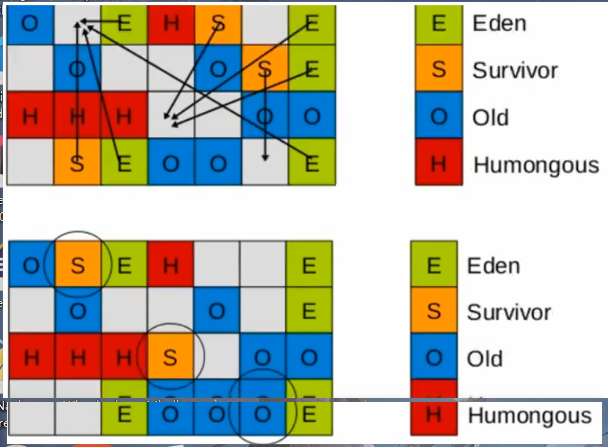 O E H S E E Eden
O O S E S Survivor
H H H O O O Old
S E O O E H Humongous
O S E H E E Eden
O O E S Survivor
H H H S O O O Old
E O O O E H Humongous